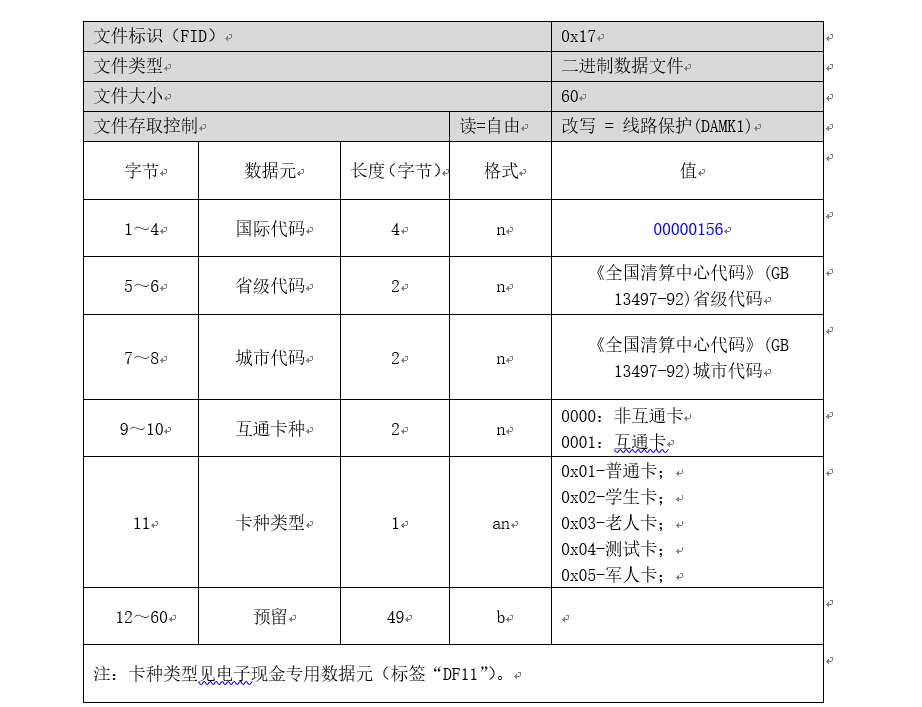 文件标识（FID） 0x17
文件类型 二进制数据文件
文件大小 60
文件存取控制 读=自由 改写 = 线路保护(DAMK1)
字节 数据元 长度（字节） 格式 值
1～4 国际代码 4 n 00000156
5～6 省级代码 2 n 《全国清算中心代码》(GB
13497-92)省级代码
7～8 城市代码 2 n 《全国清算中心代码》(GB
13497-92)城市代码
9～10 互通卡种 2 n 0000：非互通卡
0001：互通卡
11 卡种类型 1 an 0x01-普通卡；
0x02-学生卡；
0x03-老人卡；
0x04-测试卡；
0x05-军人卡；
12～60 预留 49 b
注：卡种类型见电子现金专用数据元（标签“DF11”）。